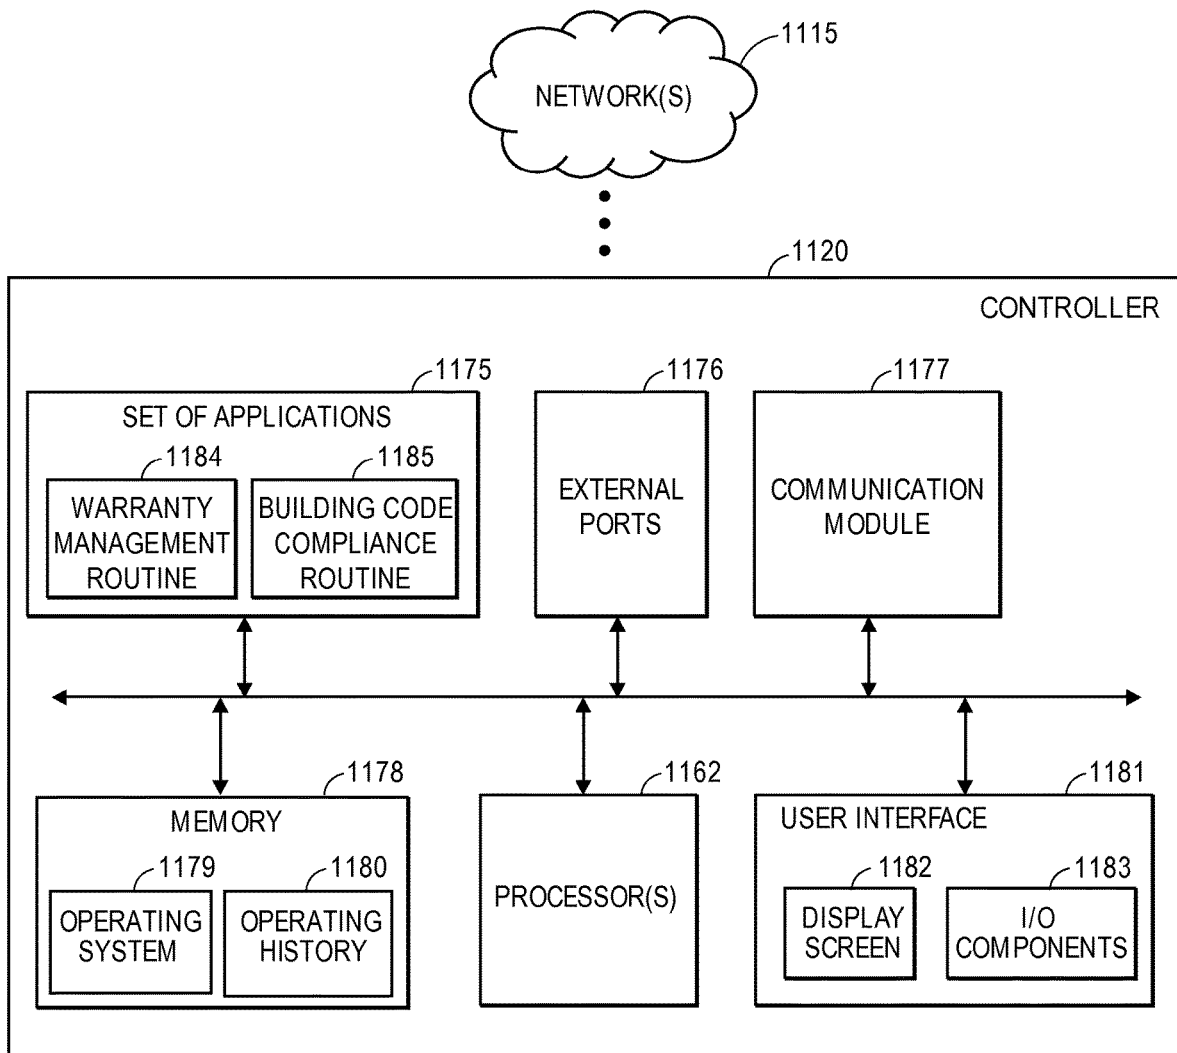 1115
NETWORK(S)
1120
CONTROLLER
1175
SET OF APPLICATIONS
1184
WARRANTY
MANAGEMENT
ROUTINE
1185
BUILDING CODE
COMPLIANCE
ROUTINE
1176
EXTERNAL
PORTS
1177
COMMUNICATION
MODULE
1178
MEMORY
1179
OPERATING
SYSTEM
1180
OPERATING
HISTORY
1162
PROCESSOR(S)
1181
USER INTERFACE
1182
DISPLAY
SCREEN
1183
I/O
COMPONENTS